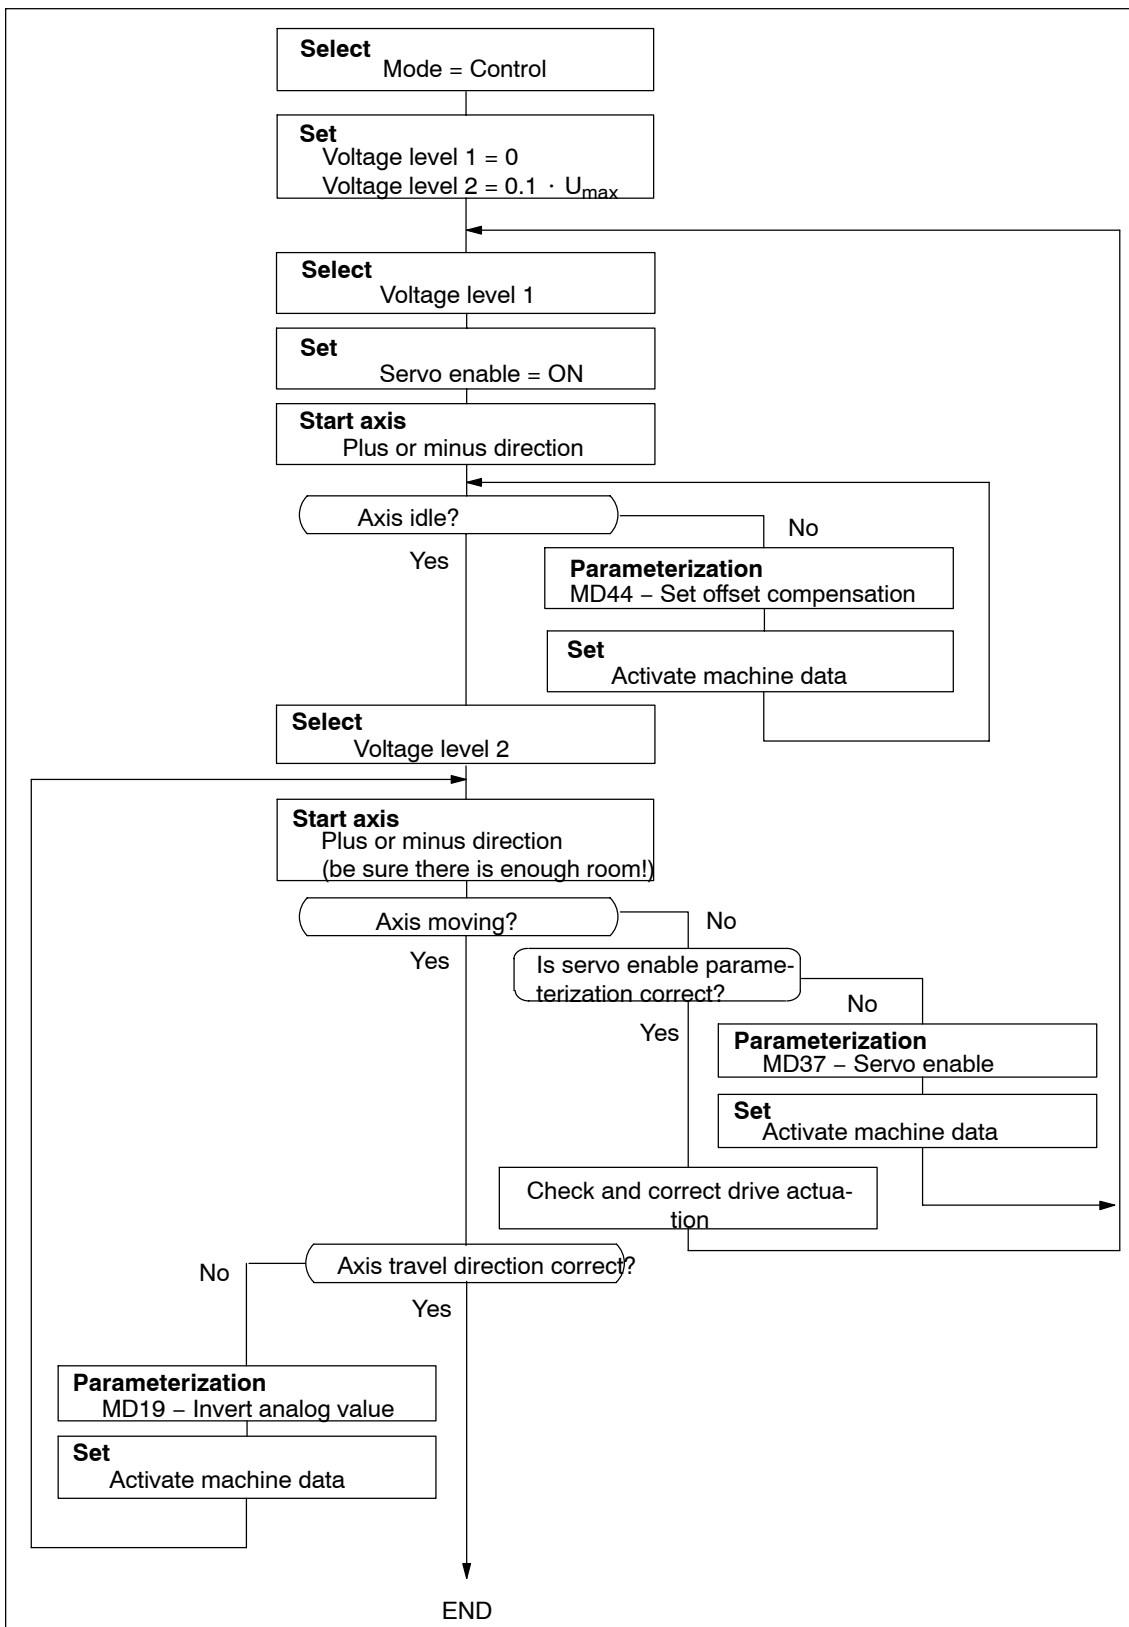 Select
Mode = Control
Set
Voltage level 1 = 0
Voltage level 2 = 0.1 · Umax
Select
Voltage level 1
Set
Servo enable = ON
Start axis
Plus or minus direction
Axis idle?
No
Yes
Parameterization
MD44 – Set offset compensation
Set
Activate machine data
Select
Voltage level 2
Start axis
Plus or minus direction
(be sure there is enough room!)
Axis moving?
No
Yes
Is servo enable parame-
terization correct?
No
Yes
Parameterization
MD37 – Servo enable
Set
Activate machine data
Check and correct drive actua-
tion
Axis travel direction correct?
No
Yes
Parameterization
MD19 – Invert analog value
Set
Activate machine data
END